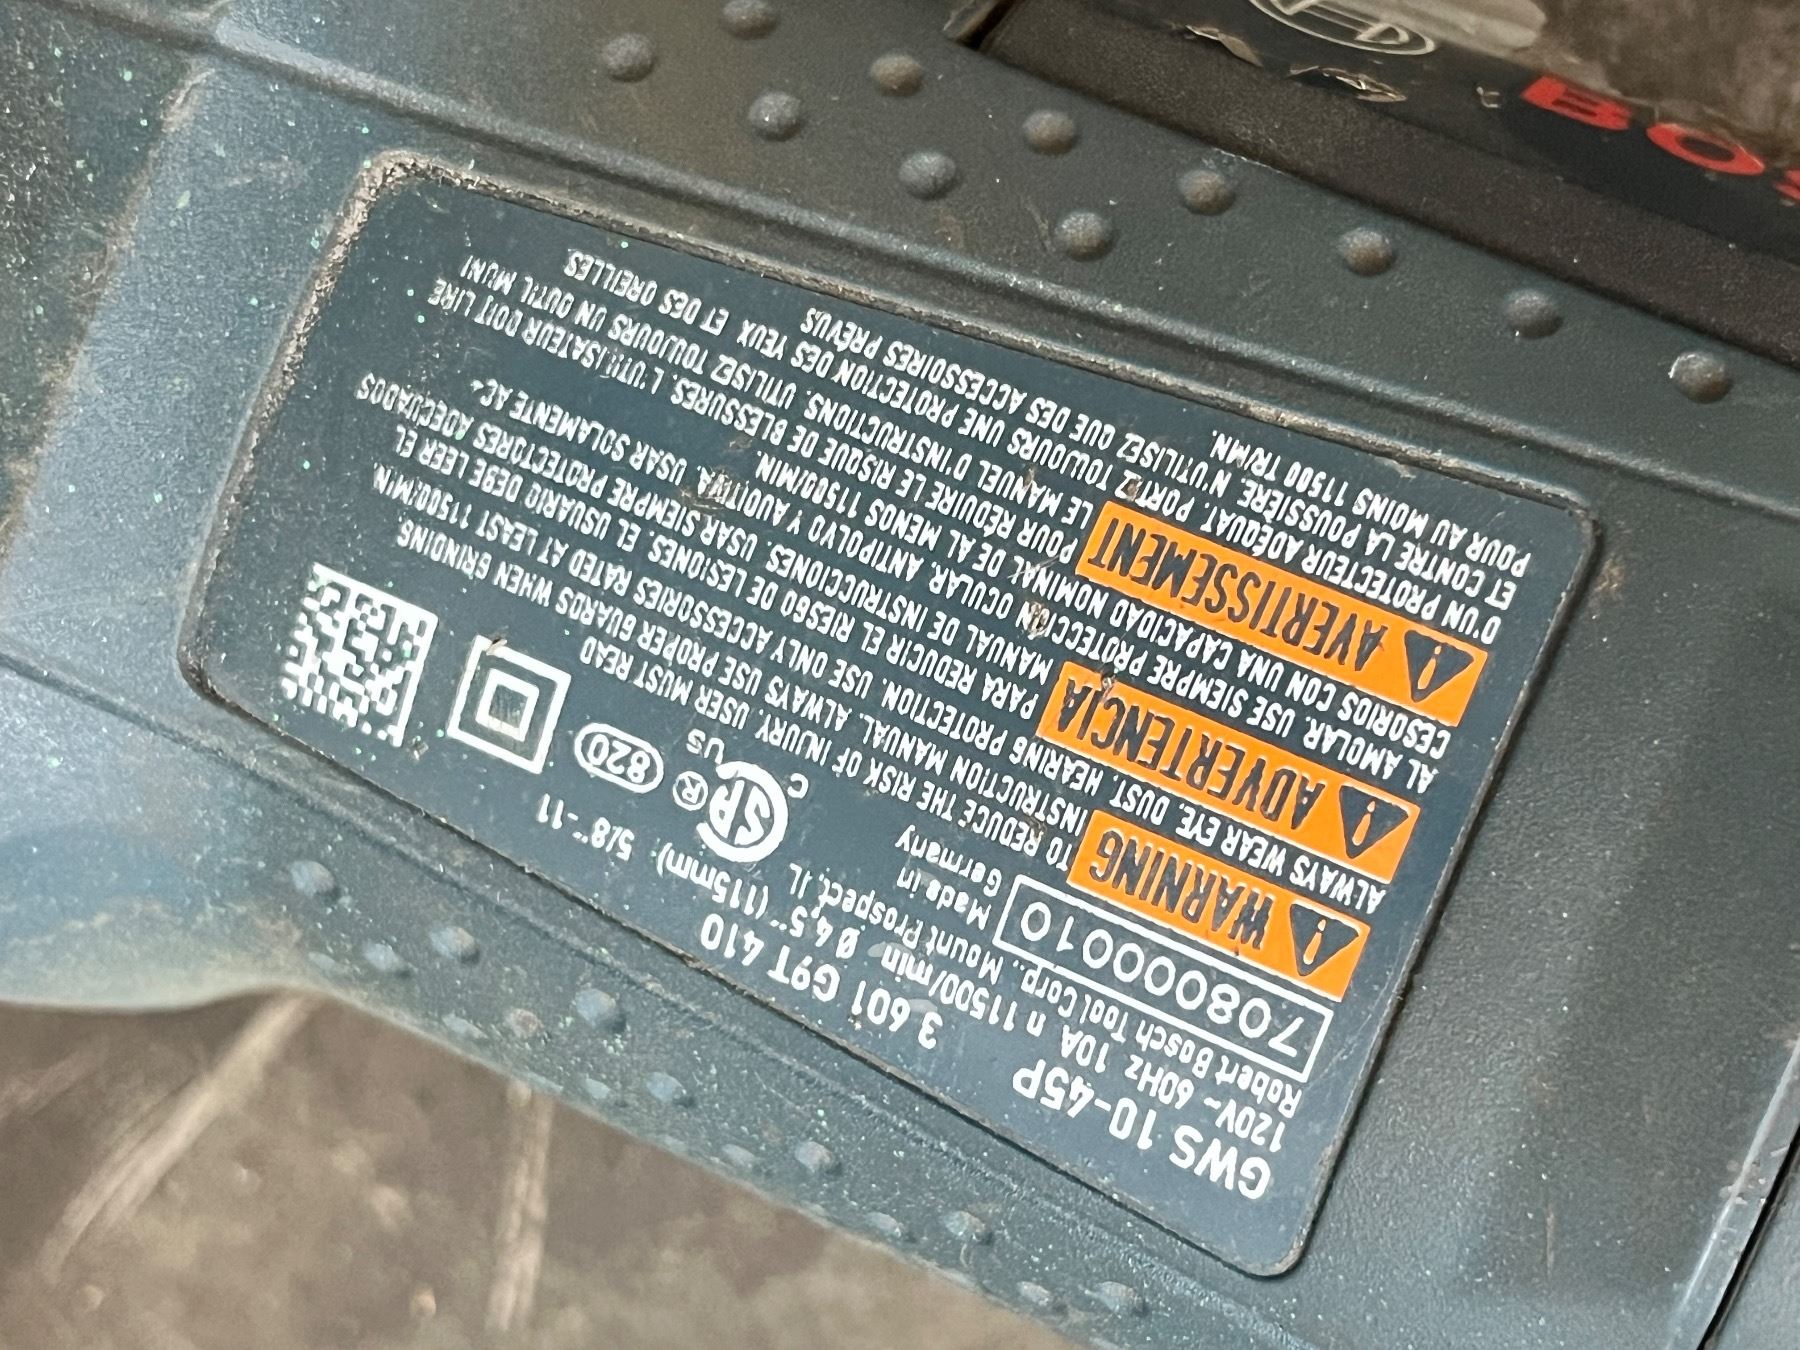 GWS 10-45P
3 601 G9T 410
120V~ 60Hz 10A n 11500/min Ø 4,5" (115mm) 5/8"-11
Robert Bosch Tool Corp., Mount Prospect, IL
708000010
Made in
Germany
C SP US ®
820
WARNING TO REDUCE THE RISK OF INJURY, USER MUST READ
INSTRUCTION MANUAL. ALWAYS USE PROPER GUARDS WHEN GRINDING.
ALWAYS WEAR EYE, DUST, HEARING PROTECTION. USE ONLY ACCESSORIES RATED AT LEAST 11500/MIN.
ADVERTENCIA PARA REDUCIR EL RIESGO DE LESIONES, EL USUARIO DEBE LEER EL
MANUAL DE INSTRUCCIONES. USAR SIEMPRE PROTECTORES ADECUADOS
AL AMOLAR. USE SIEMPRE PROTECCIÓN OCULAR, ANTIPOLVO Y AUDITIVA. USAR SOLAMENTE AC-
CESORIOS CON UNA CAPACIDAD NOMINAL DE AL MENOS 11500/MIN.
AVERTISSEMENT POUR RÉDUIRE LE RISQUE DE BLESSURES, L'UTILISATEUR DOIT LIRE
LE MANUEL D'INSTRUCTIONS. UTILISEZ TOUJOURS UN OUTIL MUNI
D'UN PROTECTEUR ADÉQUAT. PORTEZ TOUJOURS UNE PROTECTION DES YEUX ET DES OREILLES
ET CONTRE LA POUSSIÈRE. N'UTILISEZ QUE DES ACCESSOIRES PRÉVUS
POUR AU MOINS 11500 TR/MN.
BOS